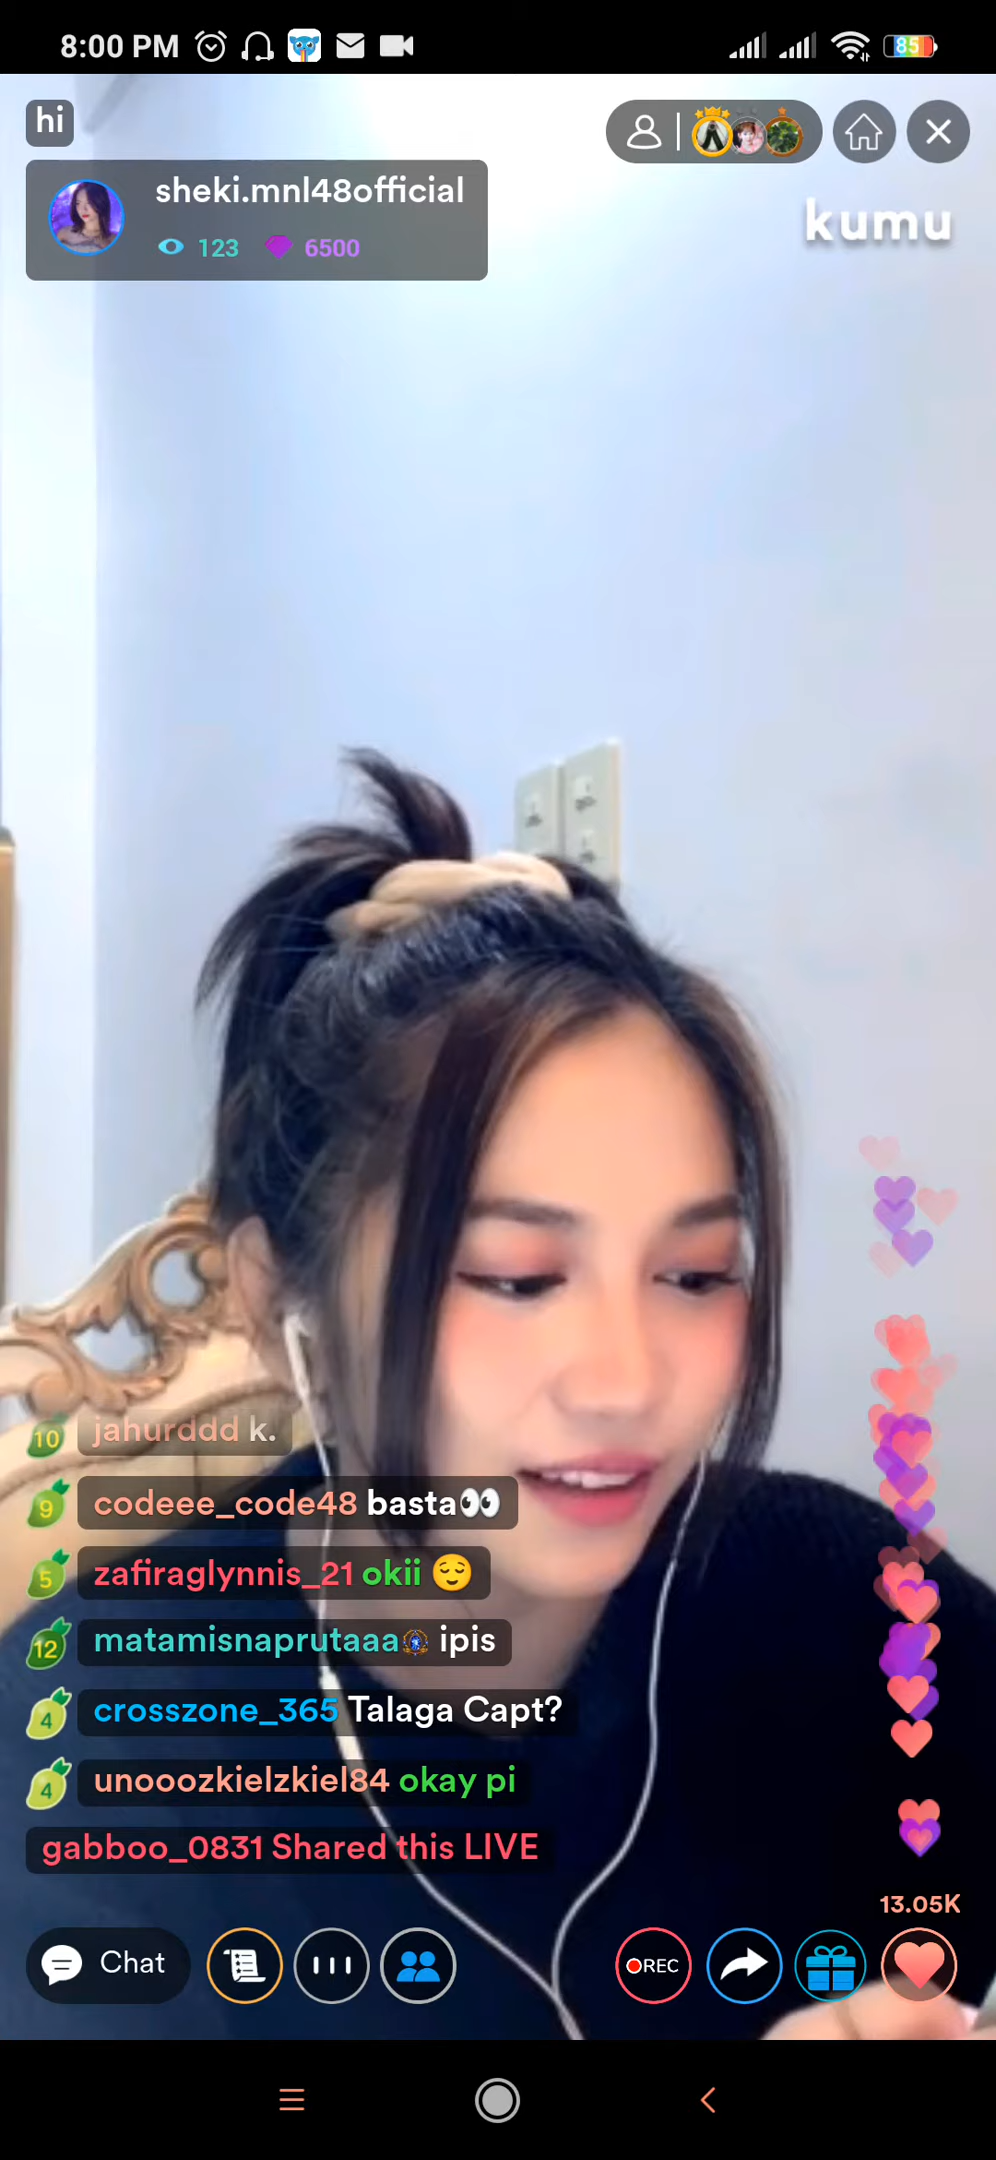 8:00 PM
85
hi
sheki.mnl48official
123 6500
kumu
10 jahurddd k.
9 codeee_code48 basta👀
5 zafiraglynnis_21 okii 😌
12 matamisnaprutaaa ipis
4 crosszone_365 Talaga Capt?
4 unooozkielzkiel84 okay pi
gabboo_0831 Shared this LIVE
13.05K
Chat
REC